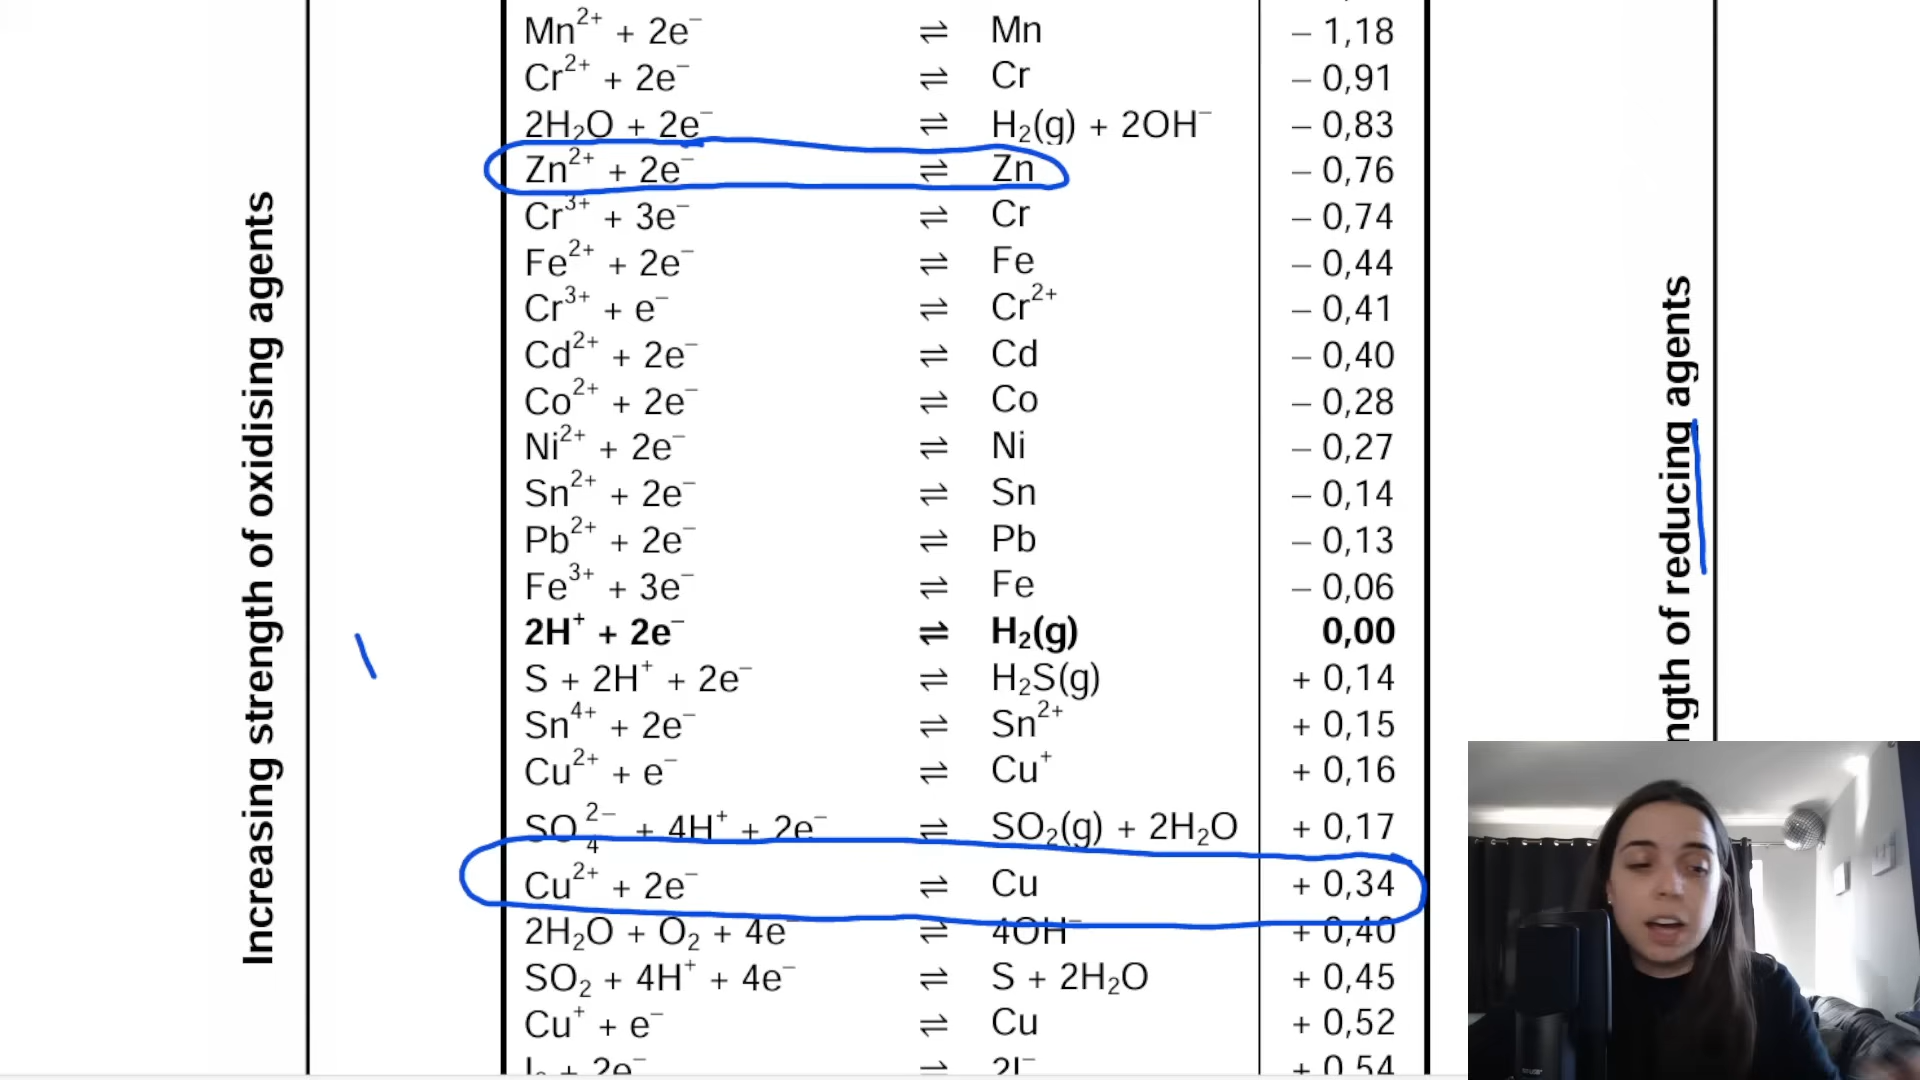 Increasing strength of oxidising agents
Mn²⁺ + 2e⁻ ⇌ Mn − 1,18
Cr²⁺ + 2e⁻ ⇌ Cr − 0,91
2H₂O + 2e⁻ ⇌ H₂(g) + 2OH⁻ − 0,83
Zn²⁺ + 2e⁻ ⇌ Zn − 0,76
Cr³⁺ + 3e⁻ ⇌ Cr − 0,74
Fe²⁺ + 2e⁻ ⇌ Fe − 0,44
Cr³⁺ + e⁻ ⇌ Cr²⁺ − 0,41
Cd²⁺ + 2e⁻ ⇌ Cd − 0,40
Co²⁺ + 2e⁻ ⇌ Co − 0,28
Ni²⁺ + 2e⁻ ⇌ Ni − 0,27
Sn²⁺ + 2e⁻ ⇌ Sn − 0,14
Pb²⁺ + 2e⁻ ⇌ Pb − 0,13
Fe³⁺ + 3e⁻ ⇌ Fe − 0,06
2H⁺ + 2e⁻ ⇌ H₂(g) 0,00
S + 2H⁺ + 2e⁻ ⇌ H₂S(g) + 0,14
Sn⁴⁺ + 2e⁻ ⇌ Sn²⁺ + 0,15
Cu²⁺ + e⁻ ⇌ Cu⁺ + 0,16
SO₄²⁻ + 4H⁺ + 2e⁻ ⇌ SO₂(g) + 2H₂O + 0,17
Cu²⁺ + 2e⁻ ⇌ Cu + 0,34
2H₂O + O₂ + 4e⁻ ⇌ 4OH⁻ + 0,40
SO₂ + 4H⁺ + 4e⁻ ⇌ S + 2H₂O + 0,45
Cu⁺ + e⁻ ⇌ Cu + 0,52
I₂ + 2e⁻ ⇌ 2I⁻ + 0,54
ngth of reducing agents